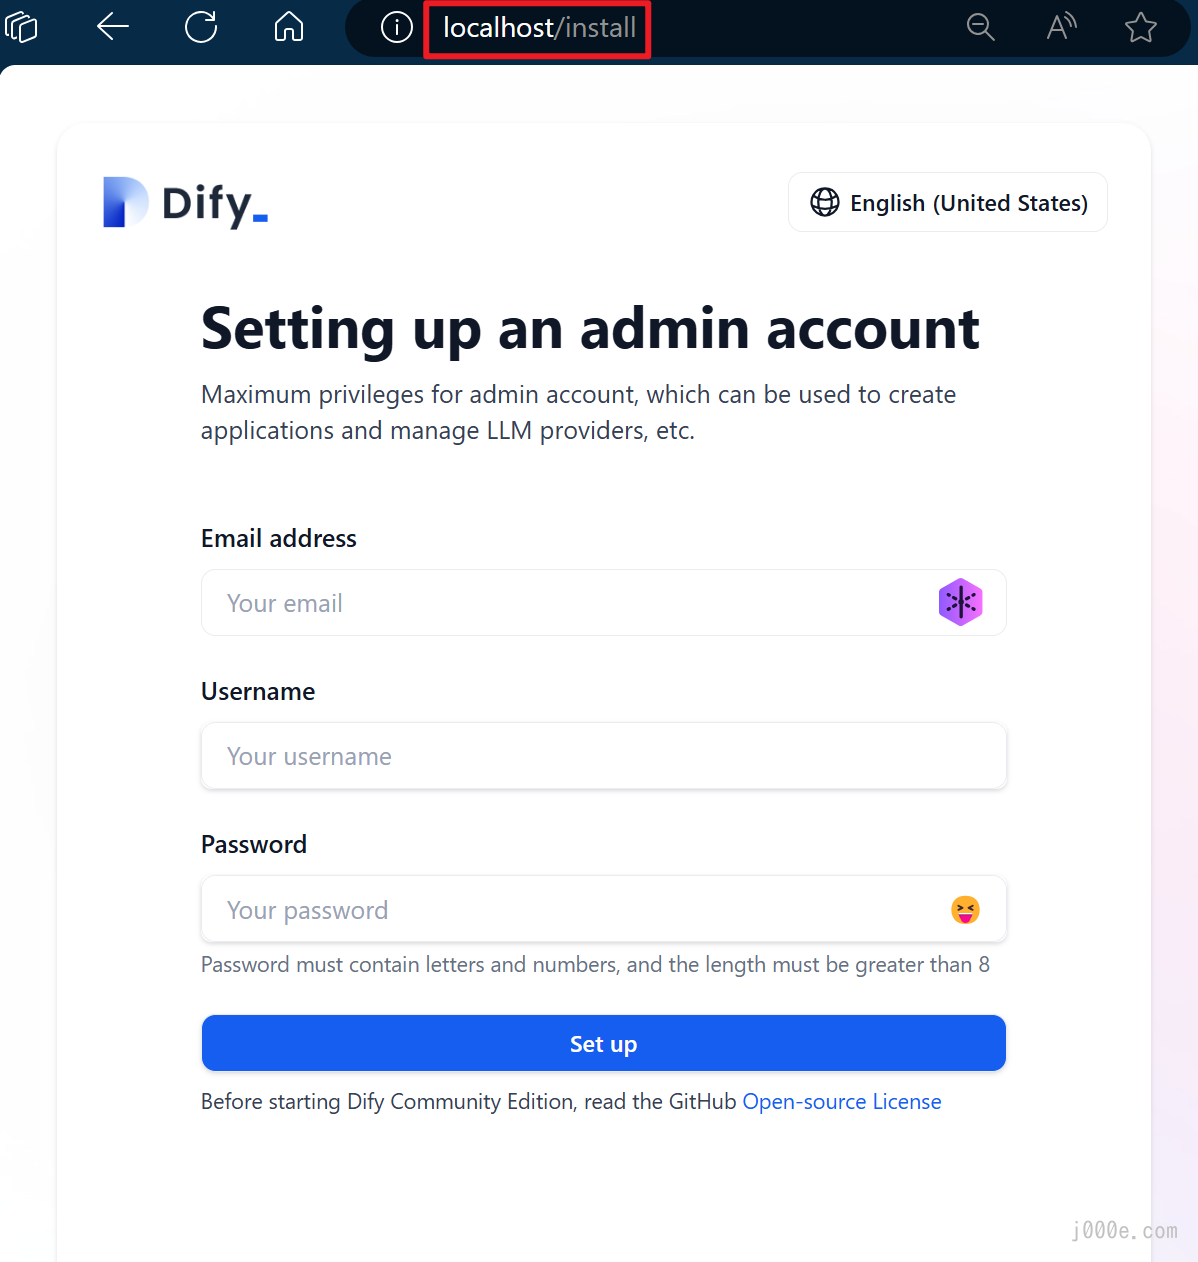 localhost/install
Dify_
English (United States)
Setting up an admin account
Maximum privileges for admin account, which can be used to create
applications and manage LLM providers, etc.
Email address
Your email
Username
Your username
Password
Your password
Password must contain letters and numbers, and the length must be greater than 8
Set up
Before starting Dify Community Edition, read the GitHub Open-source License
j000e.com